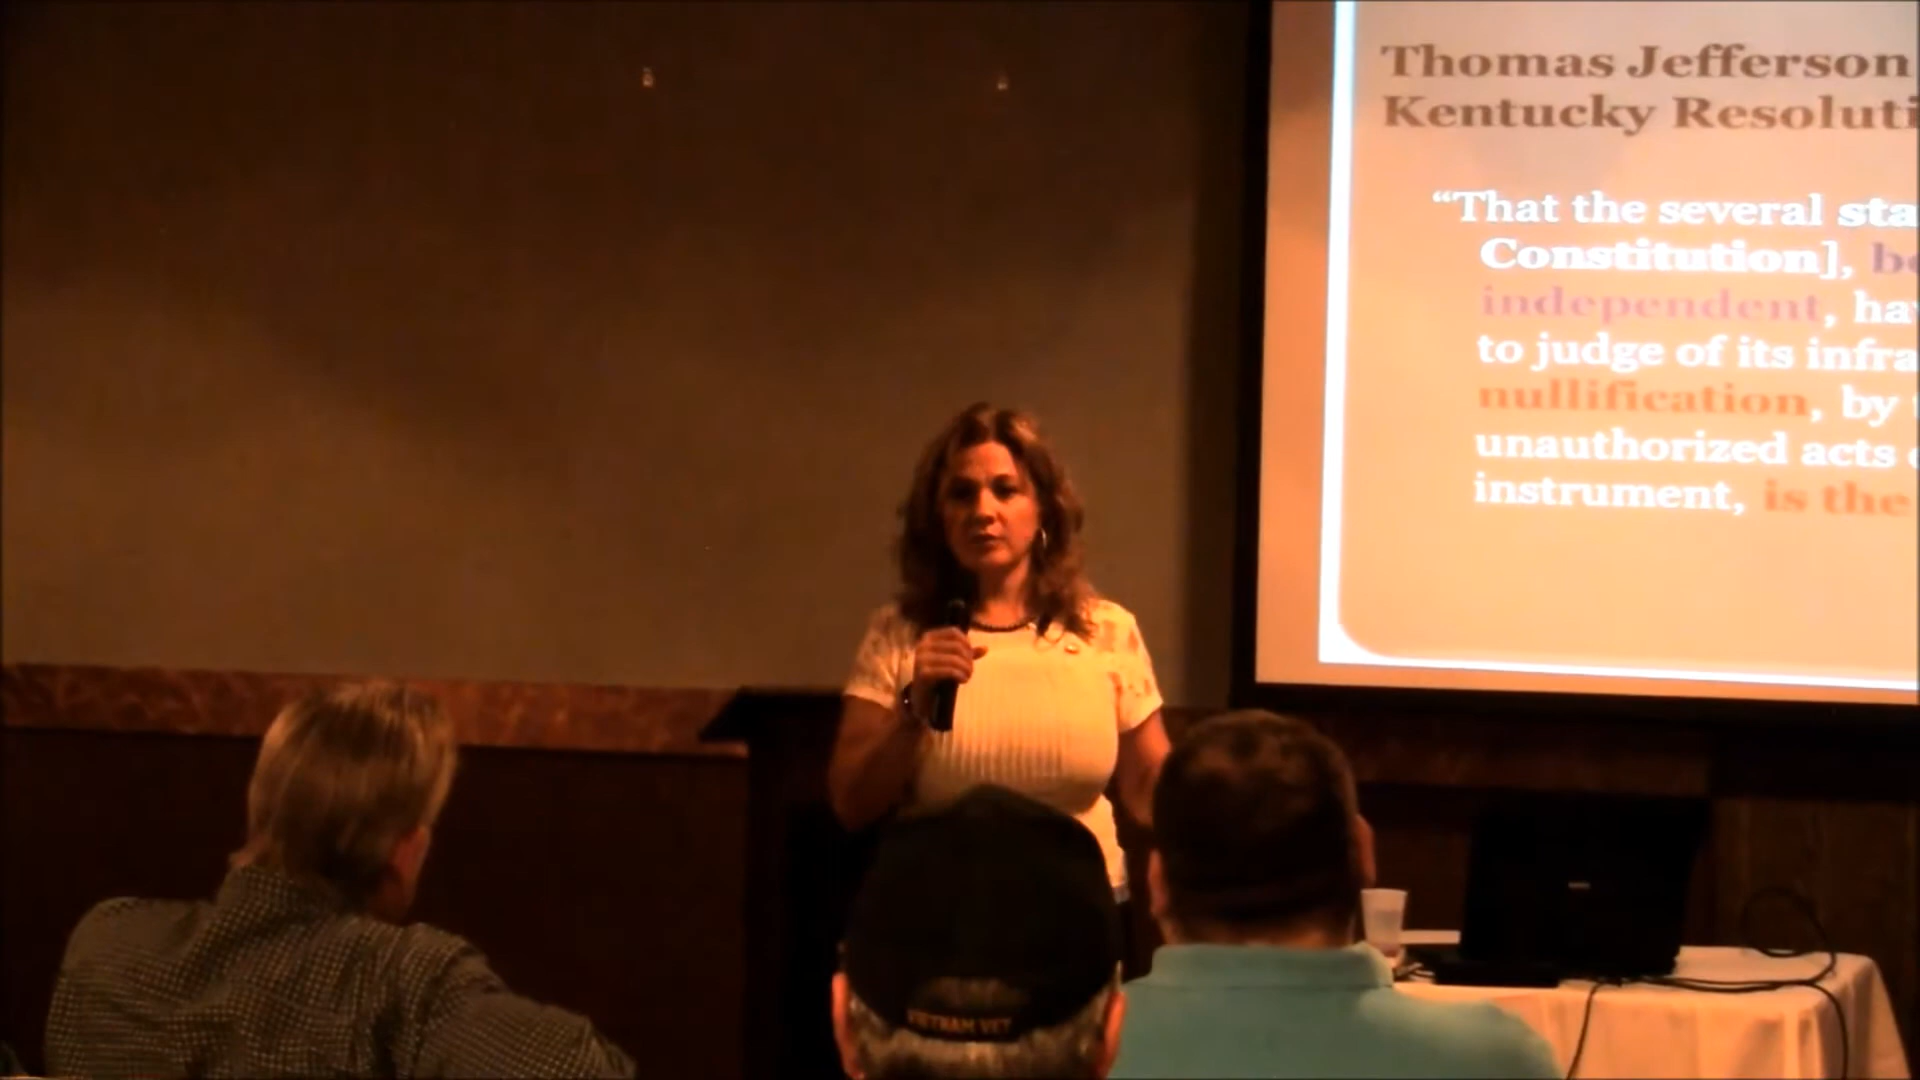 Thomas Jefferson
Kentucky Resoluti
“That the several sta
Constitution], be
independent, ha
to judge of its infra
nullification, by
unauthorized acts
instrument, is the
VIETNAM VET